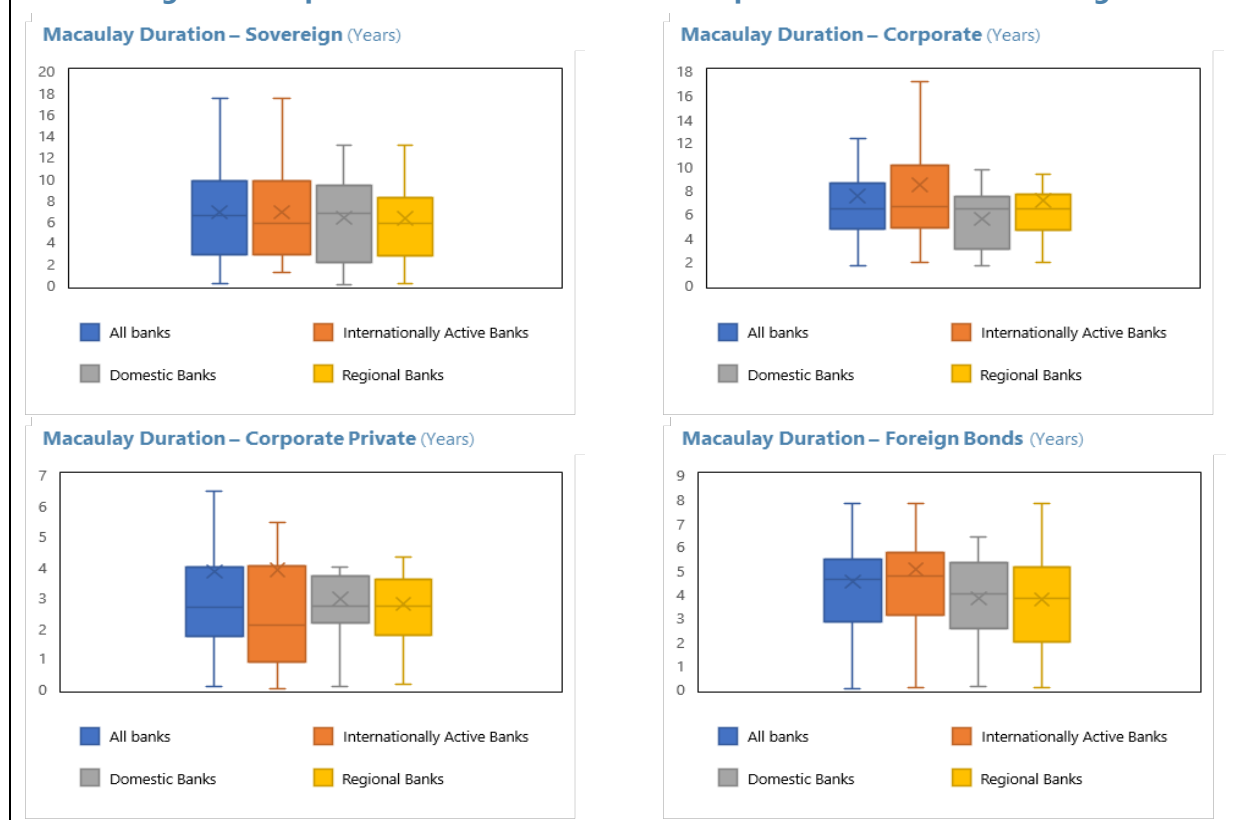 Macaulay Duration – Sovereign (Years)
20
18
16
14
12
10
8
6
4
2
0
All banks
Internationally Active Banks
Domestic Banks
Regional Banks
Macaulay Duration – Corporate (Years)
18
16
14
12
10
8
6
4
2
0
All banks
Internationally Active Banks
Domestic Banks
Regional Banks
Macaulay Duration – Corporate Private (Years)
7
6
5
4
3
2
1
0
All banks
Internationally Active Banks
Domestic Banks
Regional Banks
Macaulay Duration – Foreign Bonds (Years)
9
8
7
6
5
4
3
2
1
0
All banks
Internationally Active Banks
Domestic Banks
Regional Banks